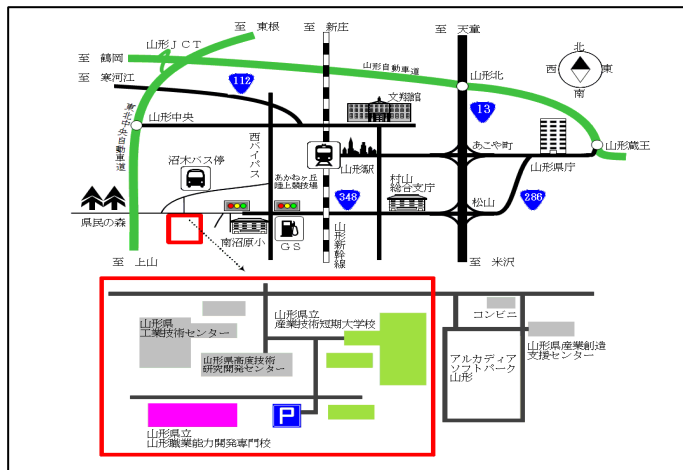 至 東根
至 新庄
至 天童
山形JCT
至 鶴岡
至 寒河江
山形自動車道
山形北
北
西
東
南
112
13
文翔館
山形中央
東北中央自動車道
西バイパス
沼木バス停
あかねヶ丘
陸上競技場
山形駅
あこや町
山形県庁
山形蔵王
村山
総合支庁
348
286
県民の森
南沼原小
GS
山形新幹線
松山
至 上山
至 米沢
山形県
工業技術センター
山形県立
産業技術短期大学校
山形県高度技術
研究開発センター
コンビニ
アルカディア
ソフトパーク
山形
山形県産業創造
支援センター
P
山形県立
山形職業能力開発専門校